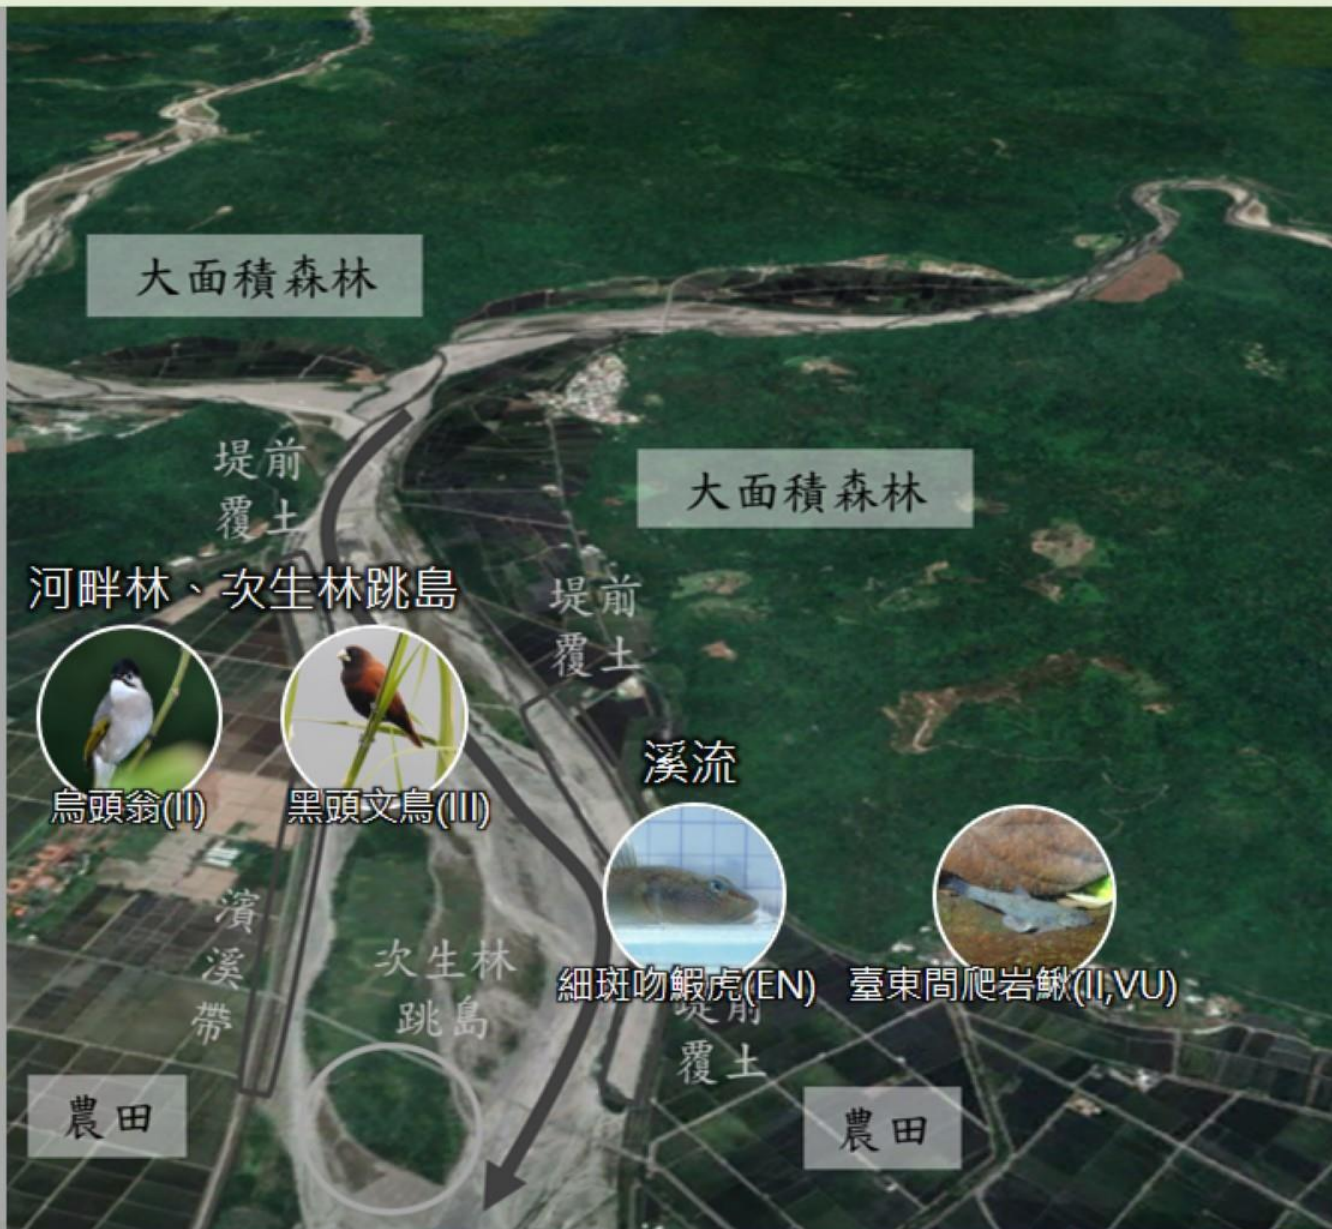 大面積森林
堤前
覆土
大面積森林
河畔林、次生林跳島
堤前
覆土
烏頭翁(II)
黑頭文鳥(III)
溪流
濱
溪
帶
次生林
跳島
細斑吻鰕虎(EN)
臺東間爬岩鰍(II,VU)
堤前
覆土
農田
農田